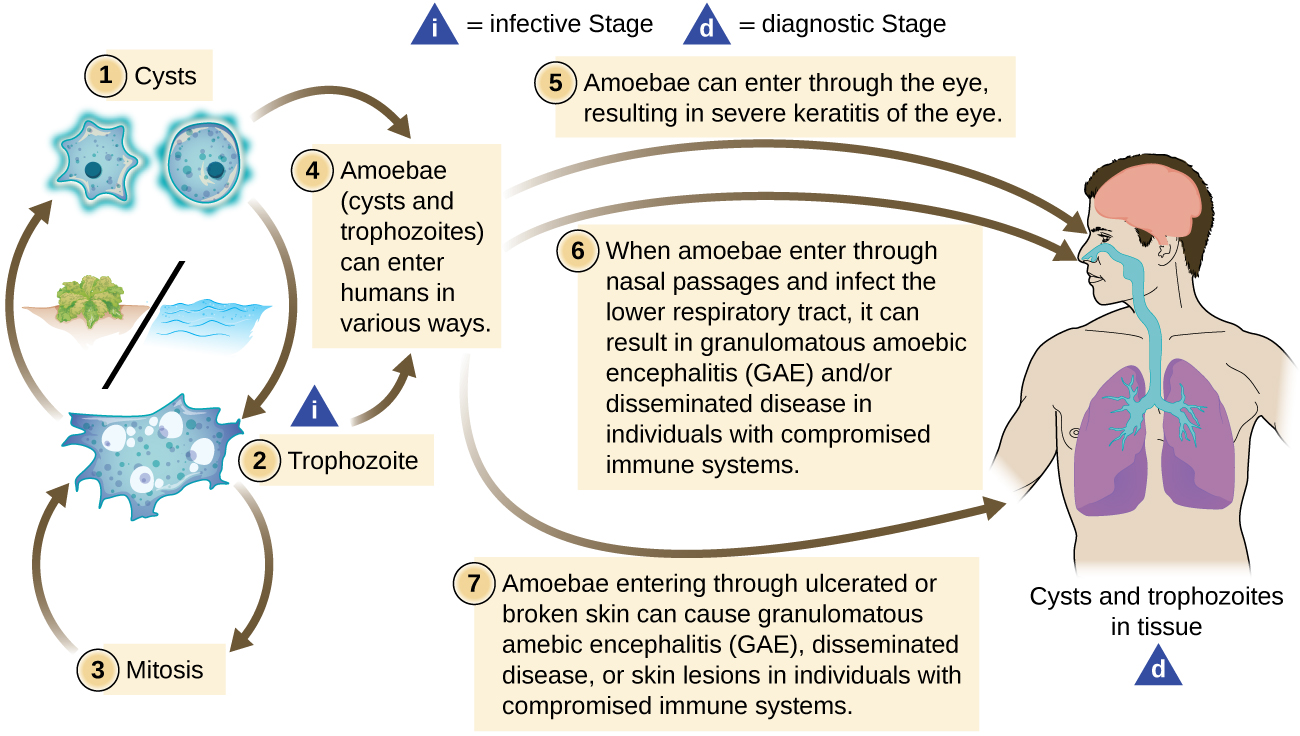 i = infective Stage d = diagnostic Stage
1 Cysts
5 Amoebae can enter through the eye,
resulting in severe keratitis of the eye.
4 Amoebae
(cysts and
trophozoites)
can enter
humans in
various ways.
6 When amoebae enter through
nasal passages and infect the
lower respiratory tract, it can
result in granulomatous amoebic
encephalitis (GAE) and/or
disseminated disease in
individuals with compromised
immune systems.
i
2 Trophozoite
7 Amoebae entering through ulcerated or
broken skin can cause granulomatous
amebic encephalitis (GAE), disseminated
disease, or skin lesions in individuals with
compromised immune systems.
3 Mitosis
Cysts and trophozoites
in tissue
d